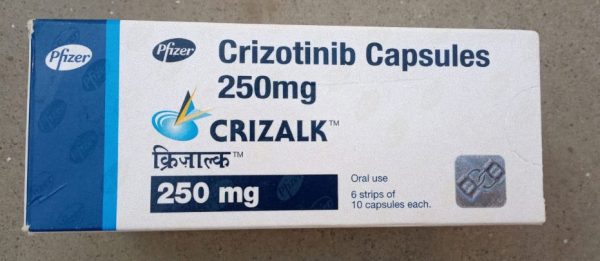 Pfizer
Pfizer
Crizotinib Capsules
250mg
CRIZALK™
क्रिज़ाल्क™
250 mg
Oral use
6 strips of
10 capsules each.